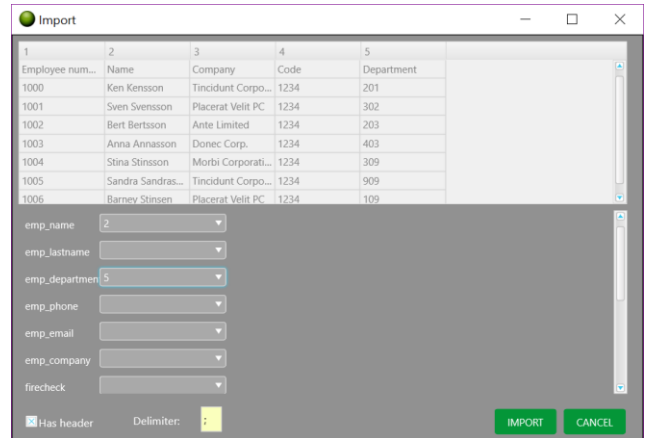 Import
1 2 3 4 5
Employee num... Name Company Code Department
1000 Ken Kensson Tincidunt Corpo... 1234 201
1001 Sven Svensson Placerat Velit PC 1234 302
1002 Bert Bertsson Ante Limited 1234 203
1003 Anna Annasson Donec Corp. 1234 403
1004 Stina Stinsson Morbi Corporati... 1234 309
1005 Sandra Sandras... Tincidunt Corpo... 1234 909
1006 Barney Stinsen Placerat Velit PC 1234 109
emp_name 2
emp_lastname
emp_departmen 5
emp_phone
emp_email
emp_company
firecheck
Has header Delimiter: ; IMPORT CANCEL